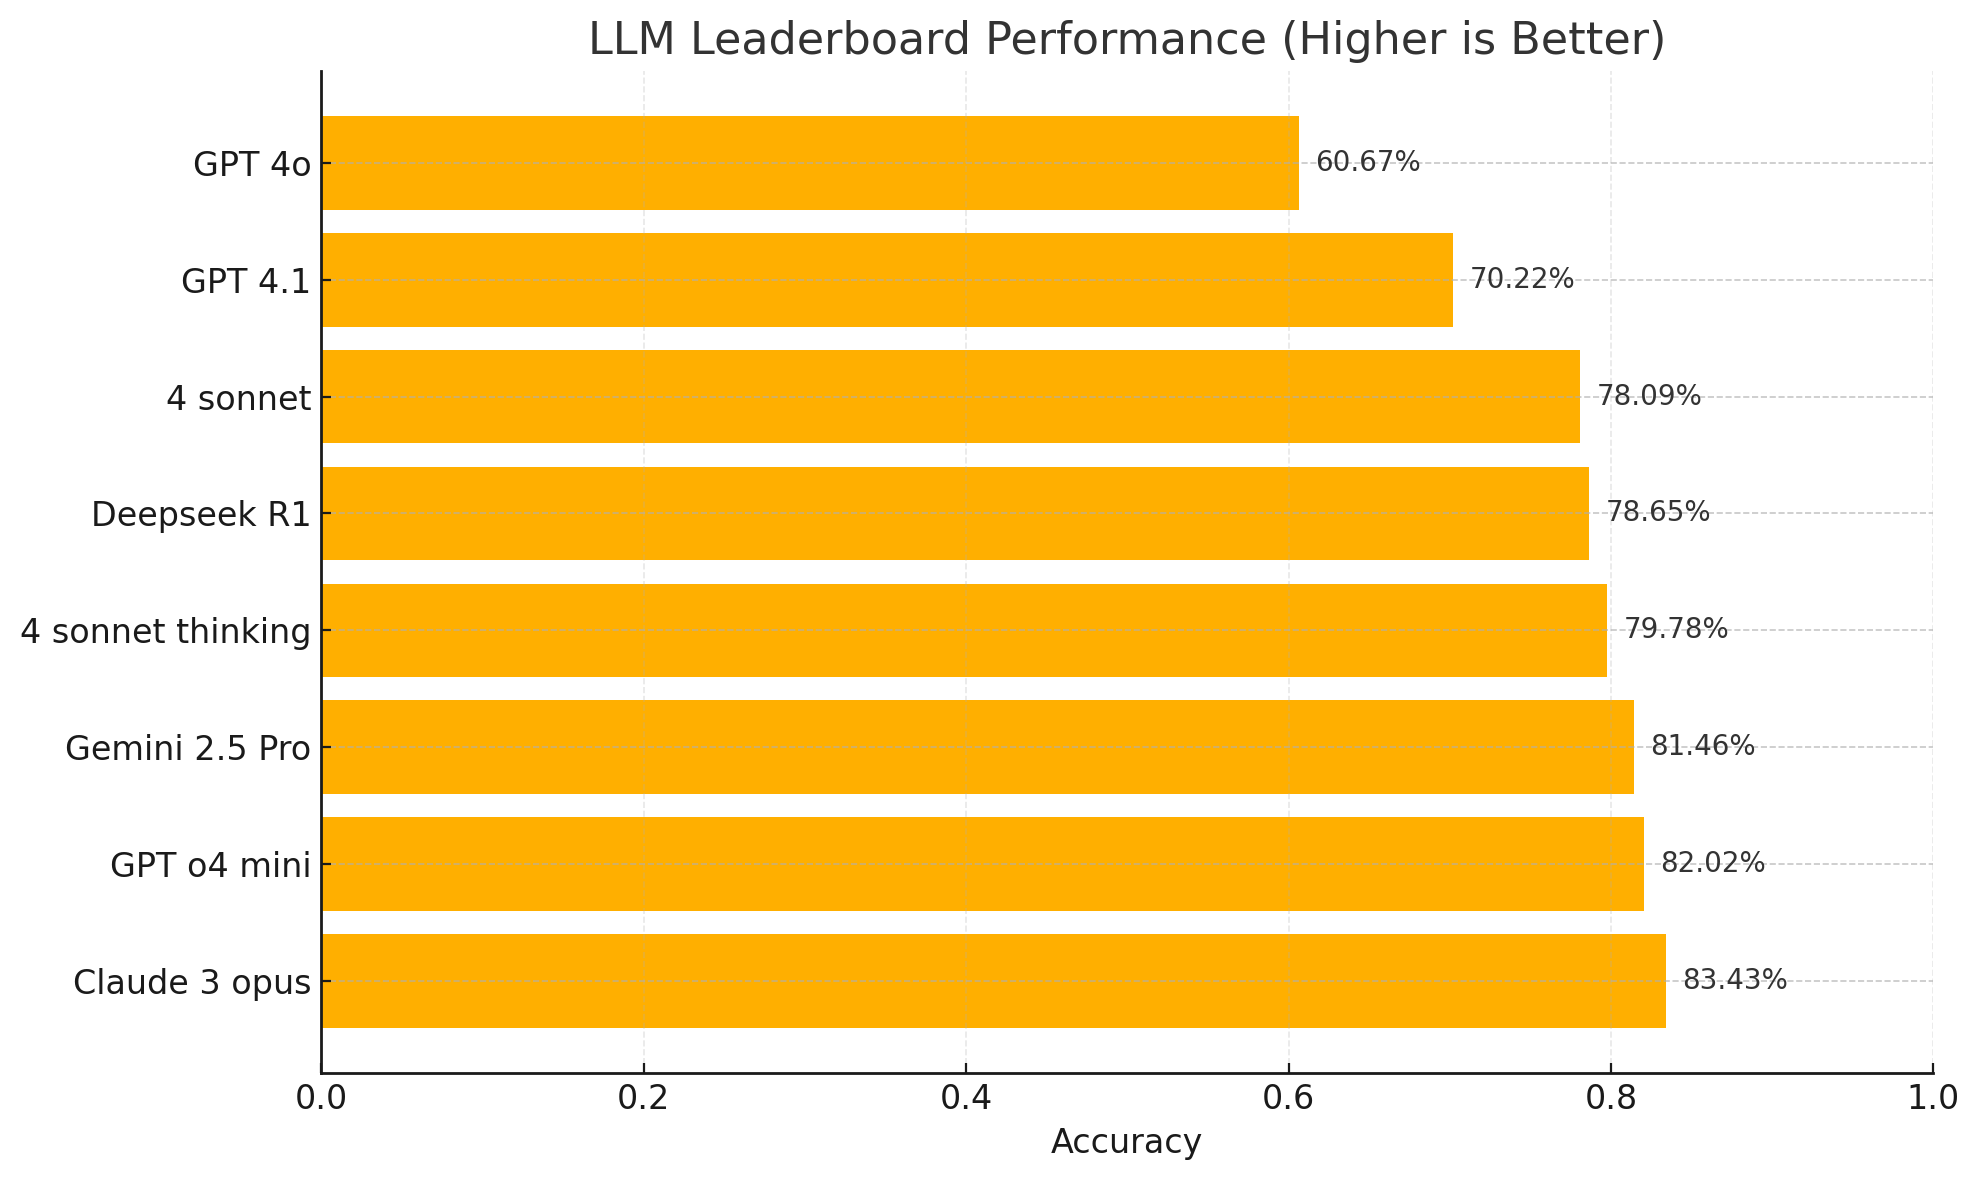 LLM Leaderboard Performance (Higher is Better)
GPT 4o 60.67%
GPT 4.1 70.22%
4 sonnet 78.09%
Deepseek R1 78.65%
4 sonnet thinking 79.78%
Gemini 2.5 Pro 81.46%
GPT o4 mini 82.02%
Claude 3 opus 83.43%
0.0 0.2 0.4 0.6 0.8 1.0
Accuracy